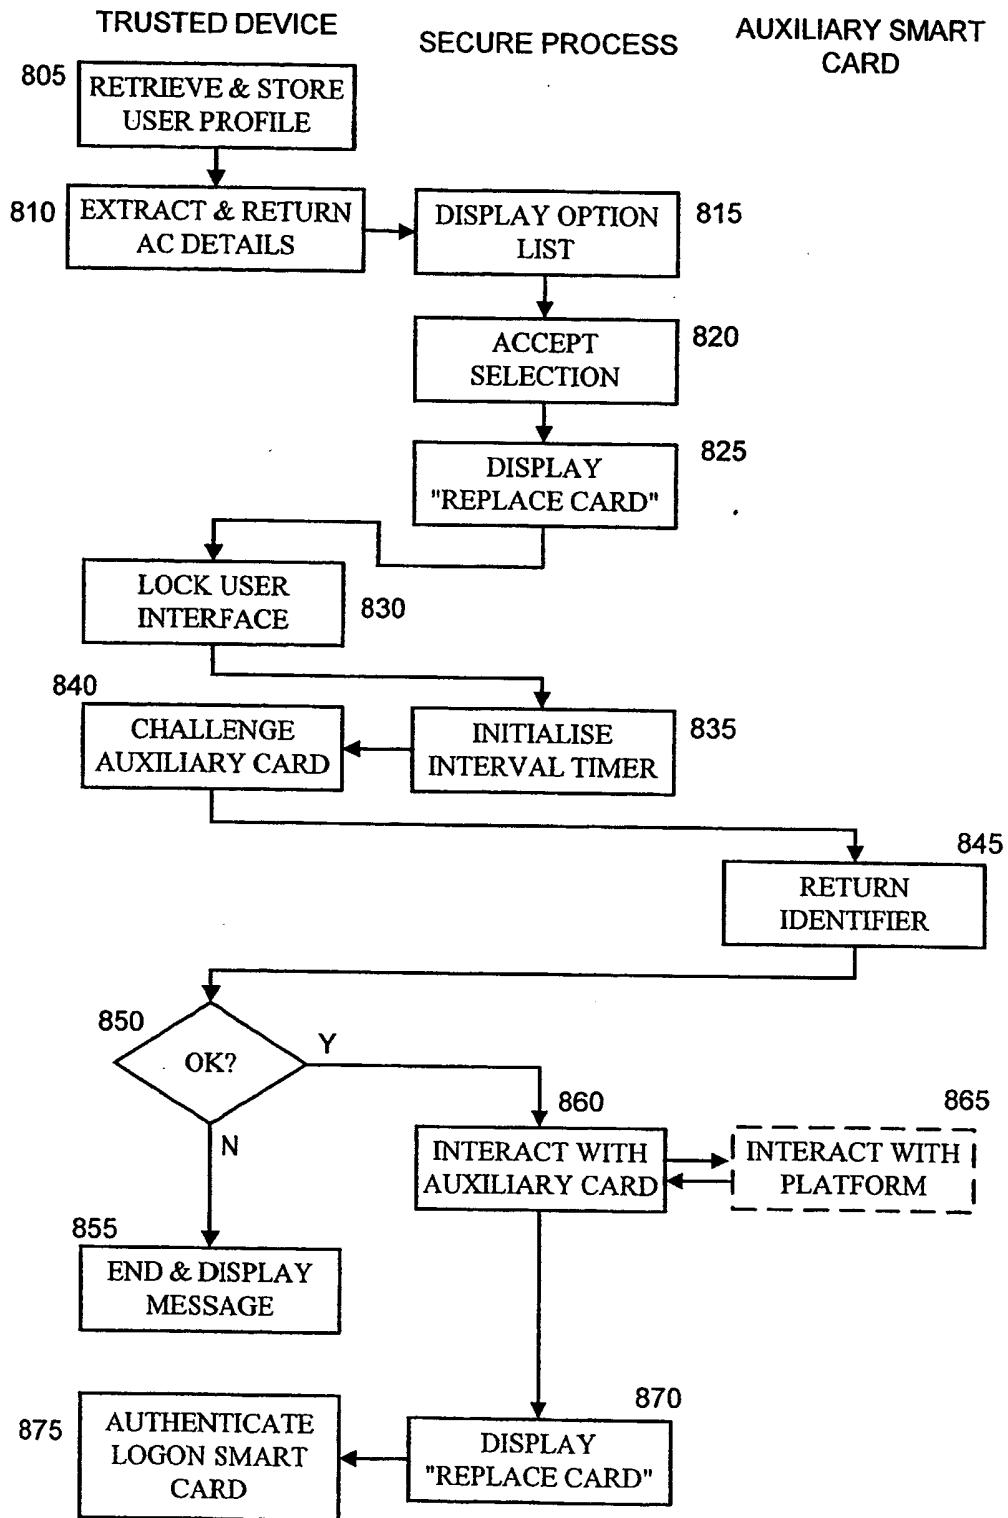 TRUSTED DEVICE
SECURE PROCESS
AUXILIARY SMART
CARD
805
RETRIEVE & STORE
USER PROFILE
810
EXTRACT & RETURN
AC DETAILS
DISPLAY OPTION
LIST
815
ACCEPT
SELECTION
820
DISPLAY
"REPLACE CARD"
825
LOCK USER
INTERFACE
830
INITIALISE
INTERVAL TIMER
835
840
CHALLENGE
AUXILIARY CARD
845
RETURN
IDENTIFIER
850
OK?
Y
N
855
END & DISPLAY
MESSAGE
860
INTERACT WITH
AUXILIARY CARD
865
INTERACT WITH
PLATFORM
870
DISPLAY
"REPLACE CARD"
875
AUTHENTICATE
LOGON SMART
CARD